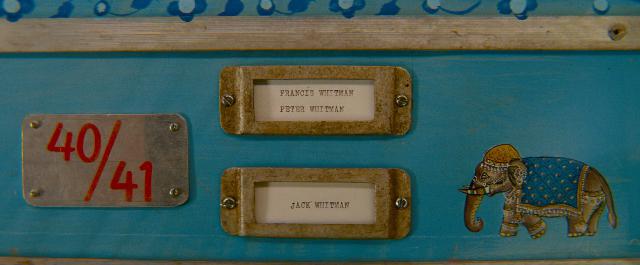 40/41
FRANCIS WHITMAN
PETER WHITMAN
JACK WHITMAN